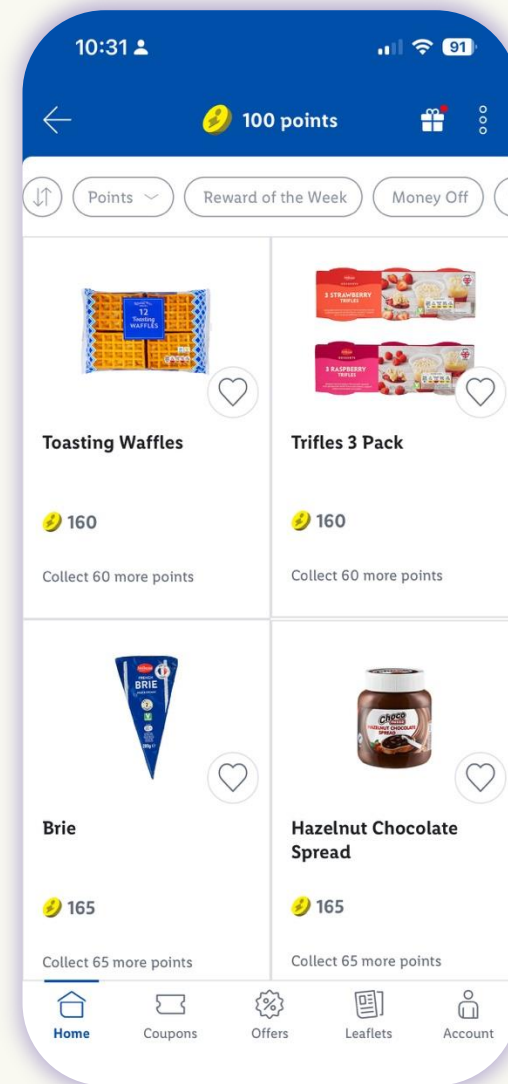 10:31
91
100 points
Points
Reward of the Week
Money Off
12
Toasting
WAFFLES
3 STRAWBERRY
TRIFLES
3 RASPBERRY
TRIFLES
Toasting Waffles
Trifles 3 Pack
160
160
Collect 60 more points
Collect 60 more points
FRENCH
BRIE
Choco
HAZELNUT CHOCOLATE
SPREAD
Brie
Hazelnut Chocolate
Spread
165
165
Collect 65 more points
Collect 65 more points
Home
Coupons
Offers
Leaflets
Account